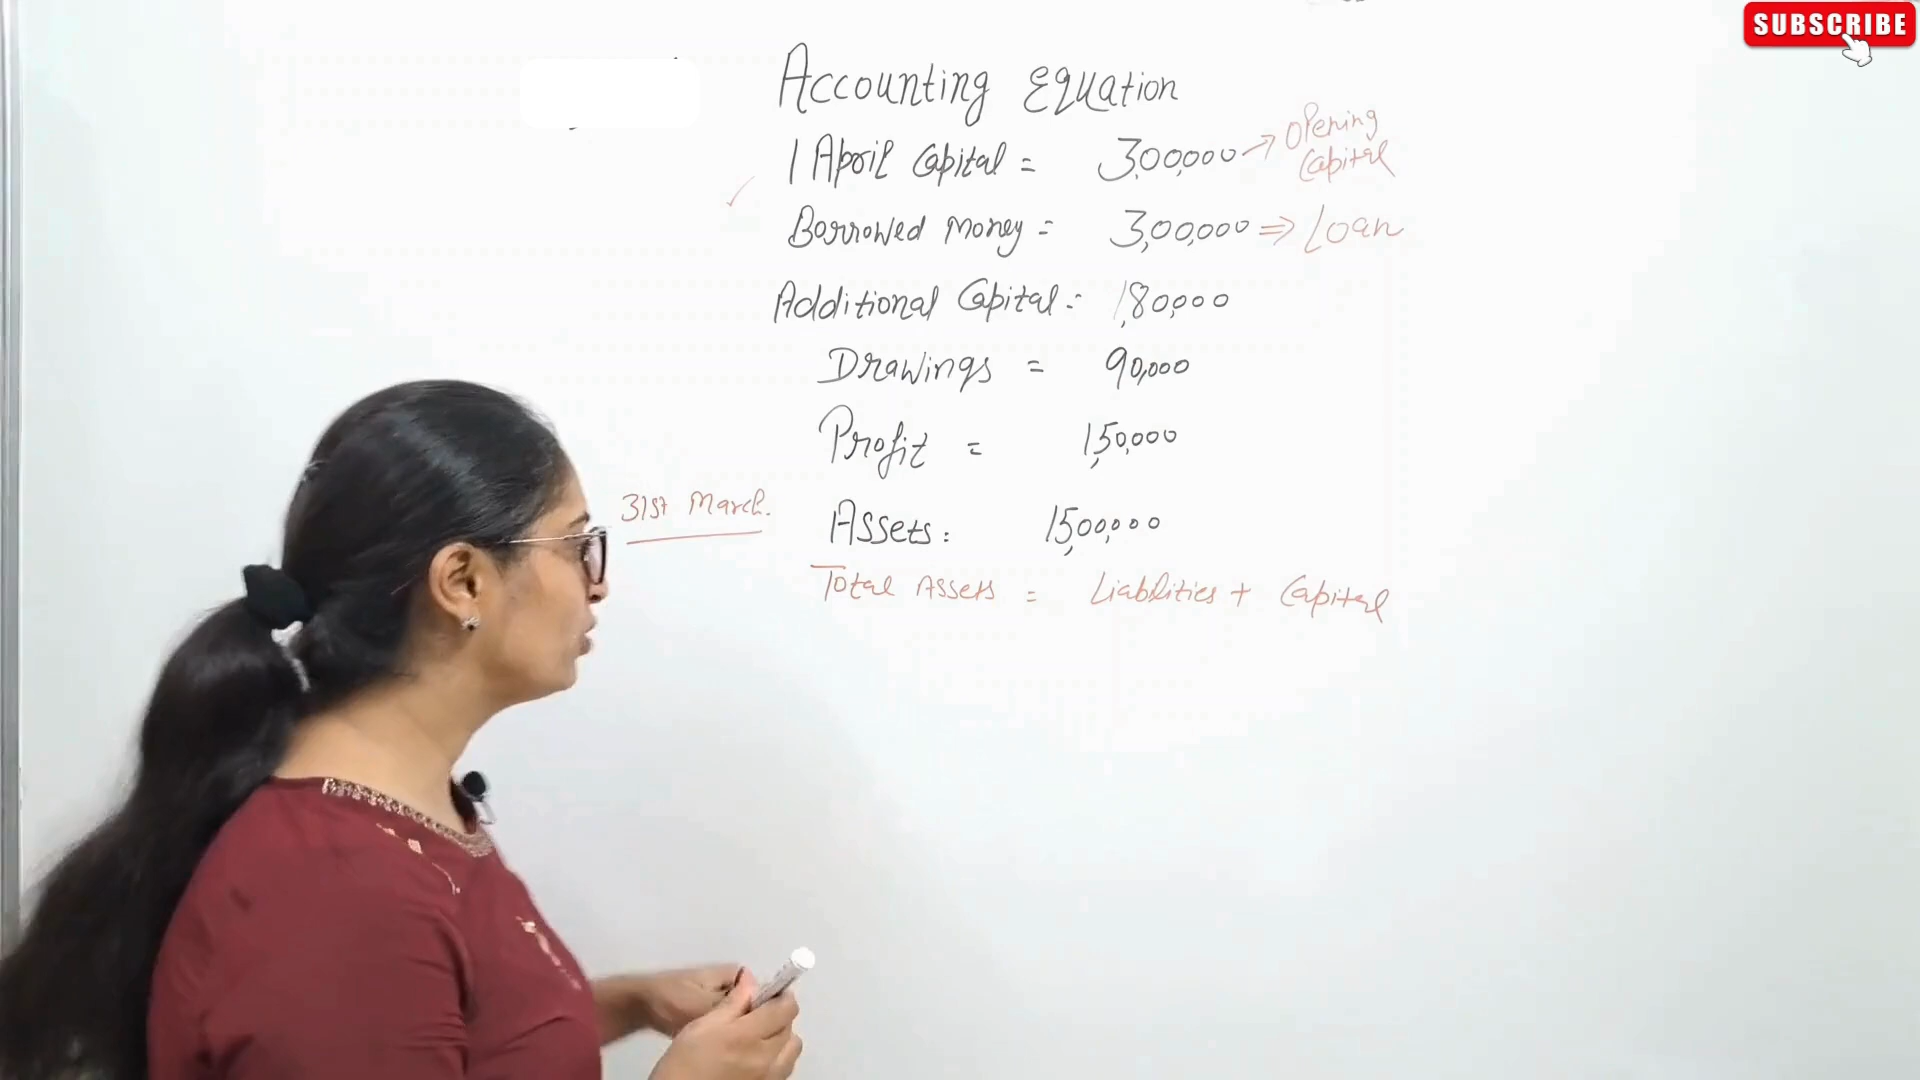 SUBSCRIBE
Accounting Equation
1 April Capital = 3,00,000 → Opening Capital
Borrowed Money = 3,00,000 ⇒ Loan
Additional Capital = 1,80,000
Drawings = 90,000
Profit = 1,50,000
31st March.
Assets: 15,00,000
Total Assets = Liablities + Capital